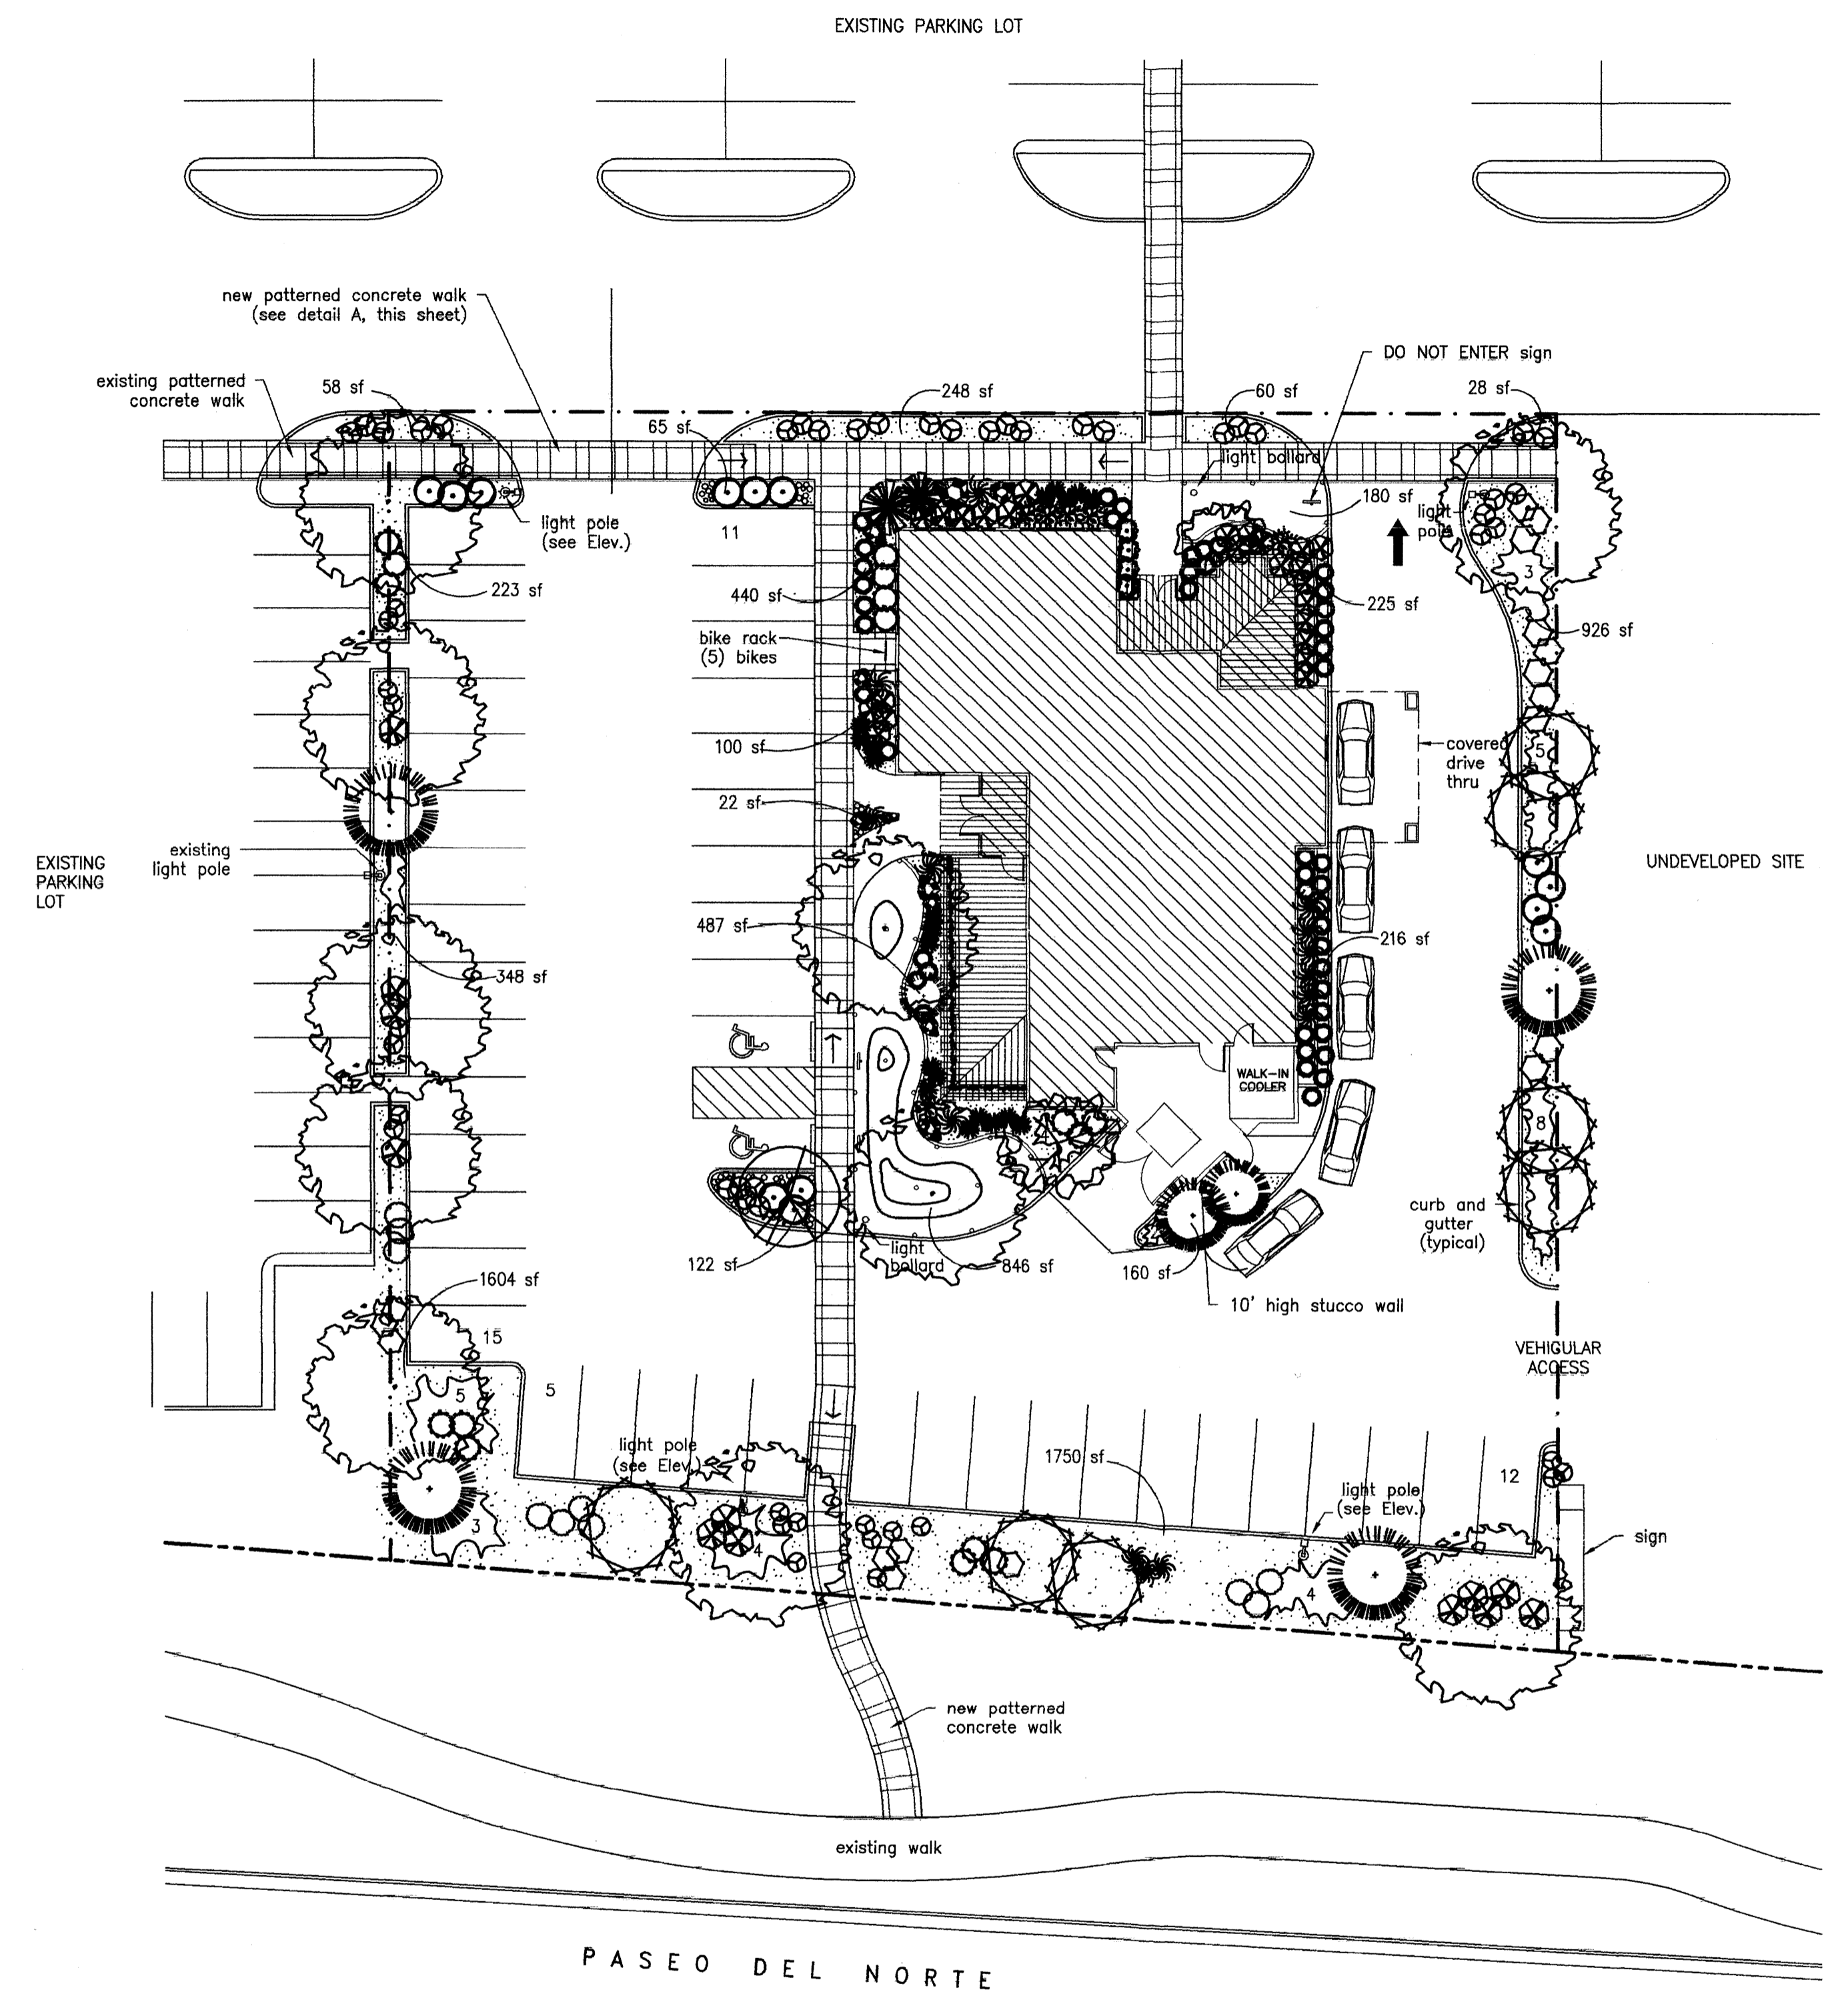 EXISTING PARKING LOT
new patterned concrete walk
(see detail A, this sheet)
DO NOT ENTER sign
existing patterned
concrete walk
58 sf
248 sf
60 sf
28 sf
65 sf
light bollard
180 sf
light
pole
light pole
(see Elev.)
11
3
223 sf
440 sf
225 sf
926 sf
bike rack
(5) bikes
100 sf
5
covered
drive
thru
22 sf
existing
light pole
EXISTING
PARKING
LOT
UNDEVELOPED SITE
487 sf
216 sf
348 sf
WALK-IN
COOLER
8
4
curb and
gutter
(typical)
light
bollard
122 sf
846 sf
160 sf
1604 sf
10' high stucco wall
15
VEHICULAR
ACCESS
5
5
light pole
(see Elev.)
1750 sf
12
light pole
(see Elev.)
3
4
sign
4
new patterned
concrete walk
existing walk
PASEO DEL NORTE